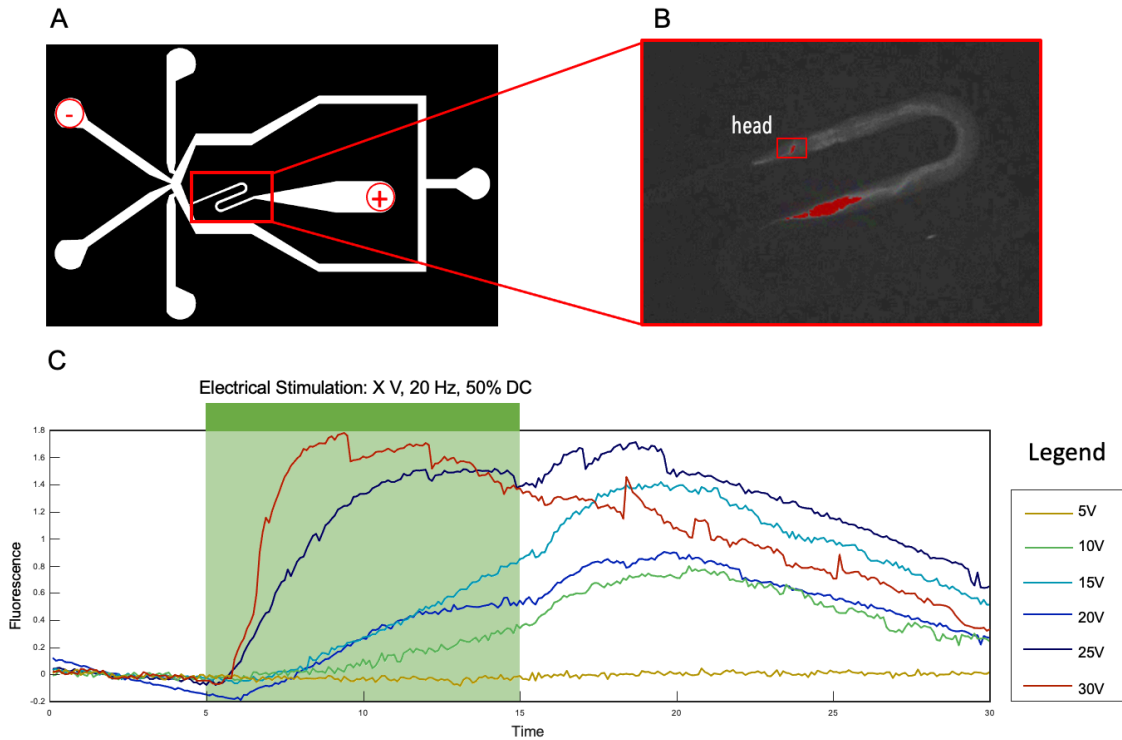 A
B
-
+
head
C
Electrical Stimulation: X V, 20 Hz, 50% DC
Fluorescence
1.8
1.6
1.4
1.2
1
0.8
0.6
0.4
0.2
0
-0.2
0
5
10
15
20
25
30
Time
Legend
5V
10V
15V
20V
25V
30V